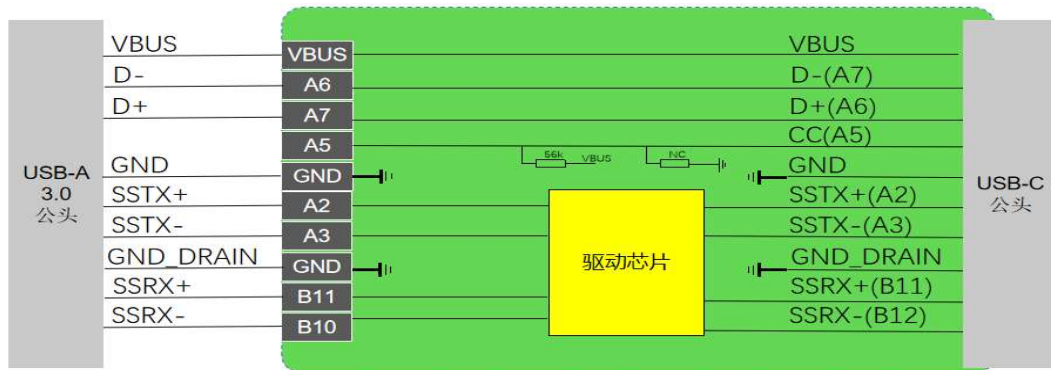 USB-A
3.0
公头
VBUS
D-
D+
GND
SSTX+
SSTX-
GND_DRAIN
SSRX+
SSRX-
VBUS
A6
A7
A5
GND
A2
A3
GND
B11
B10
56k
VBUS
NC
驱动芯片
VBUS
D-(A7)
D+(A6)
CC(A5)
GND
SSTX+(A2)
SSTX-(A3)
GND_DRAIN
SSRX+(B11)
SSRX-(B12)
USB-C
公头